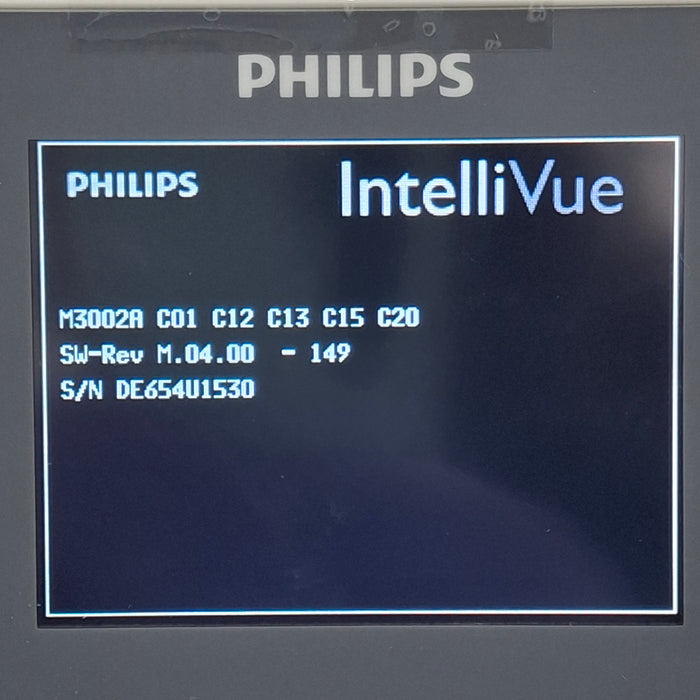 PHILIPS
PHILIPS IntelliVue
M3002A C01 C12 C13 C15 C20
SW-Rev M.04.00 - 149
S/N DE654U1530